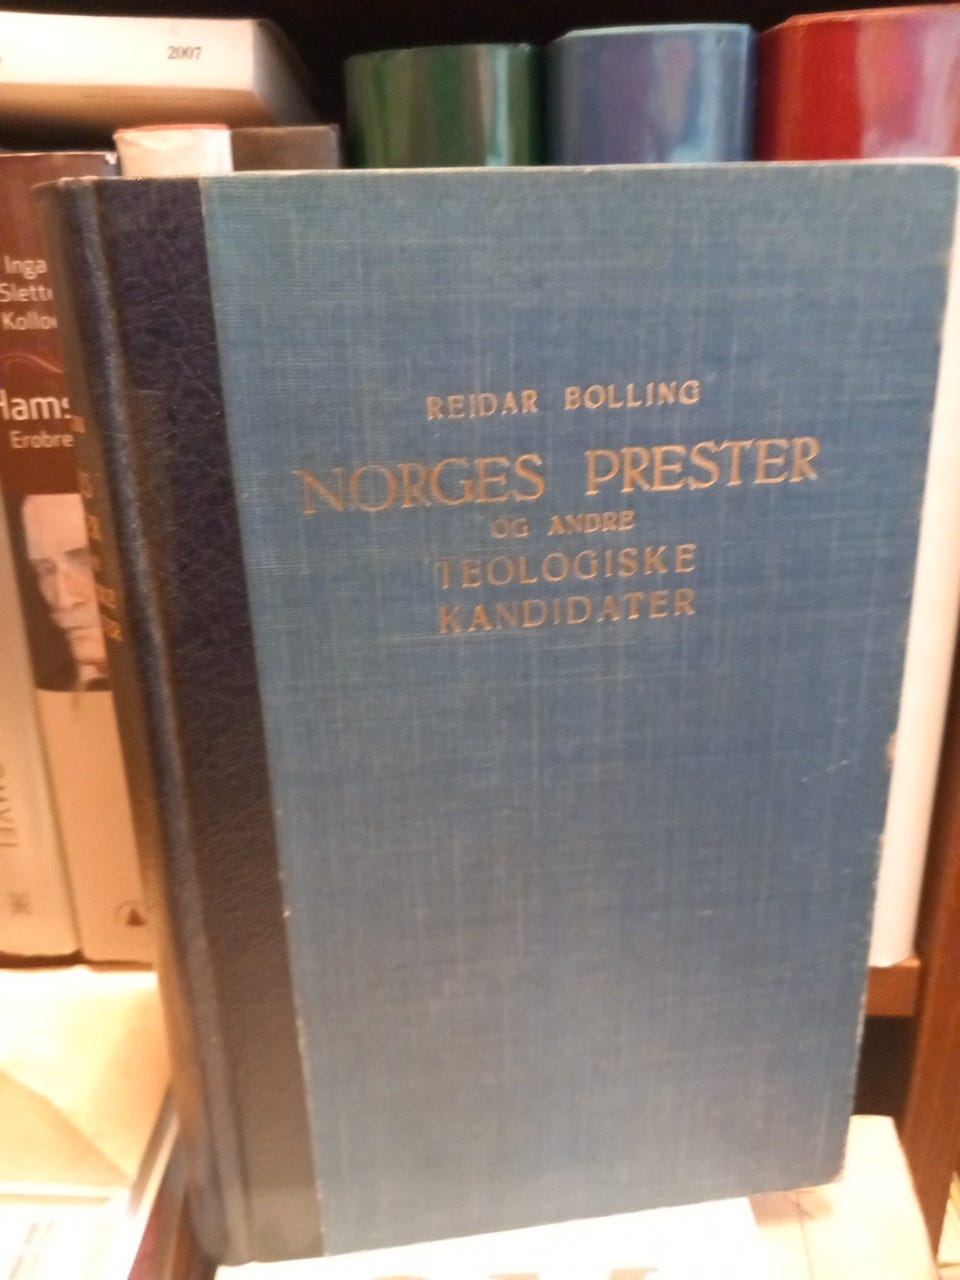 2007
Inga
Hams
Erobre
REIDAR BOLLING
NORGES PRESTER
OG ANDRE
TEOLOGISKE
KANDIDATER